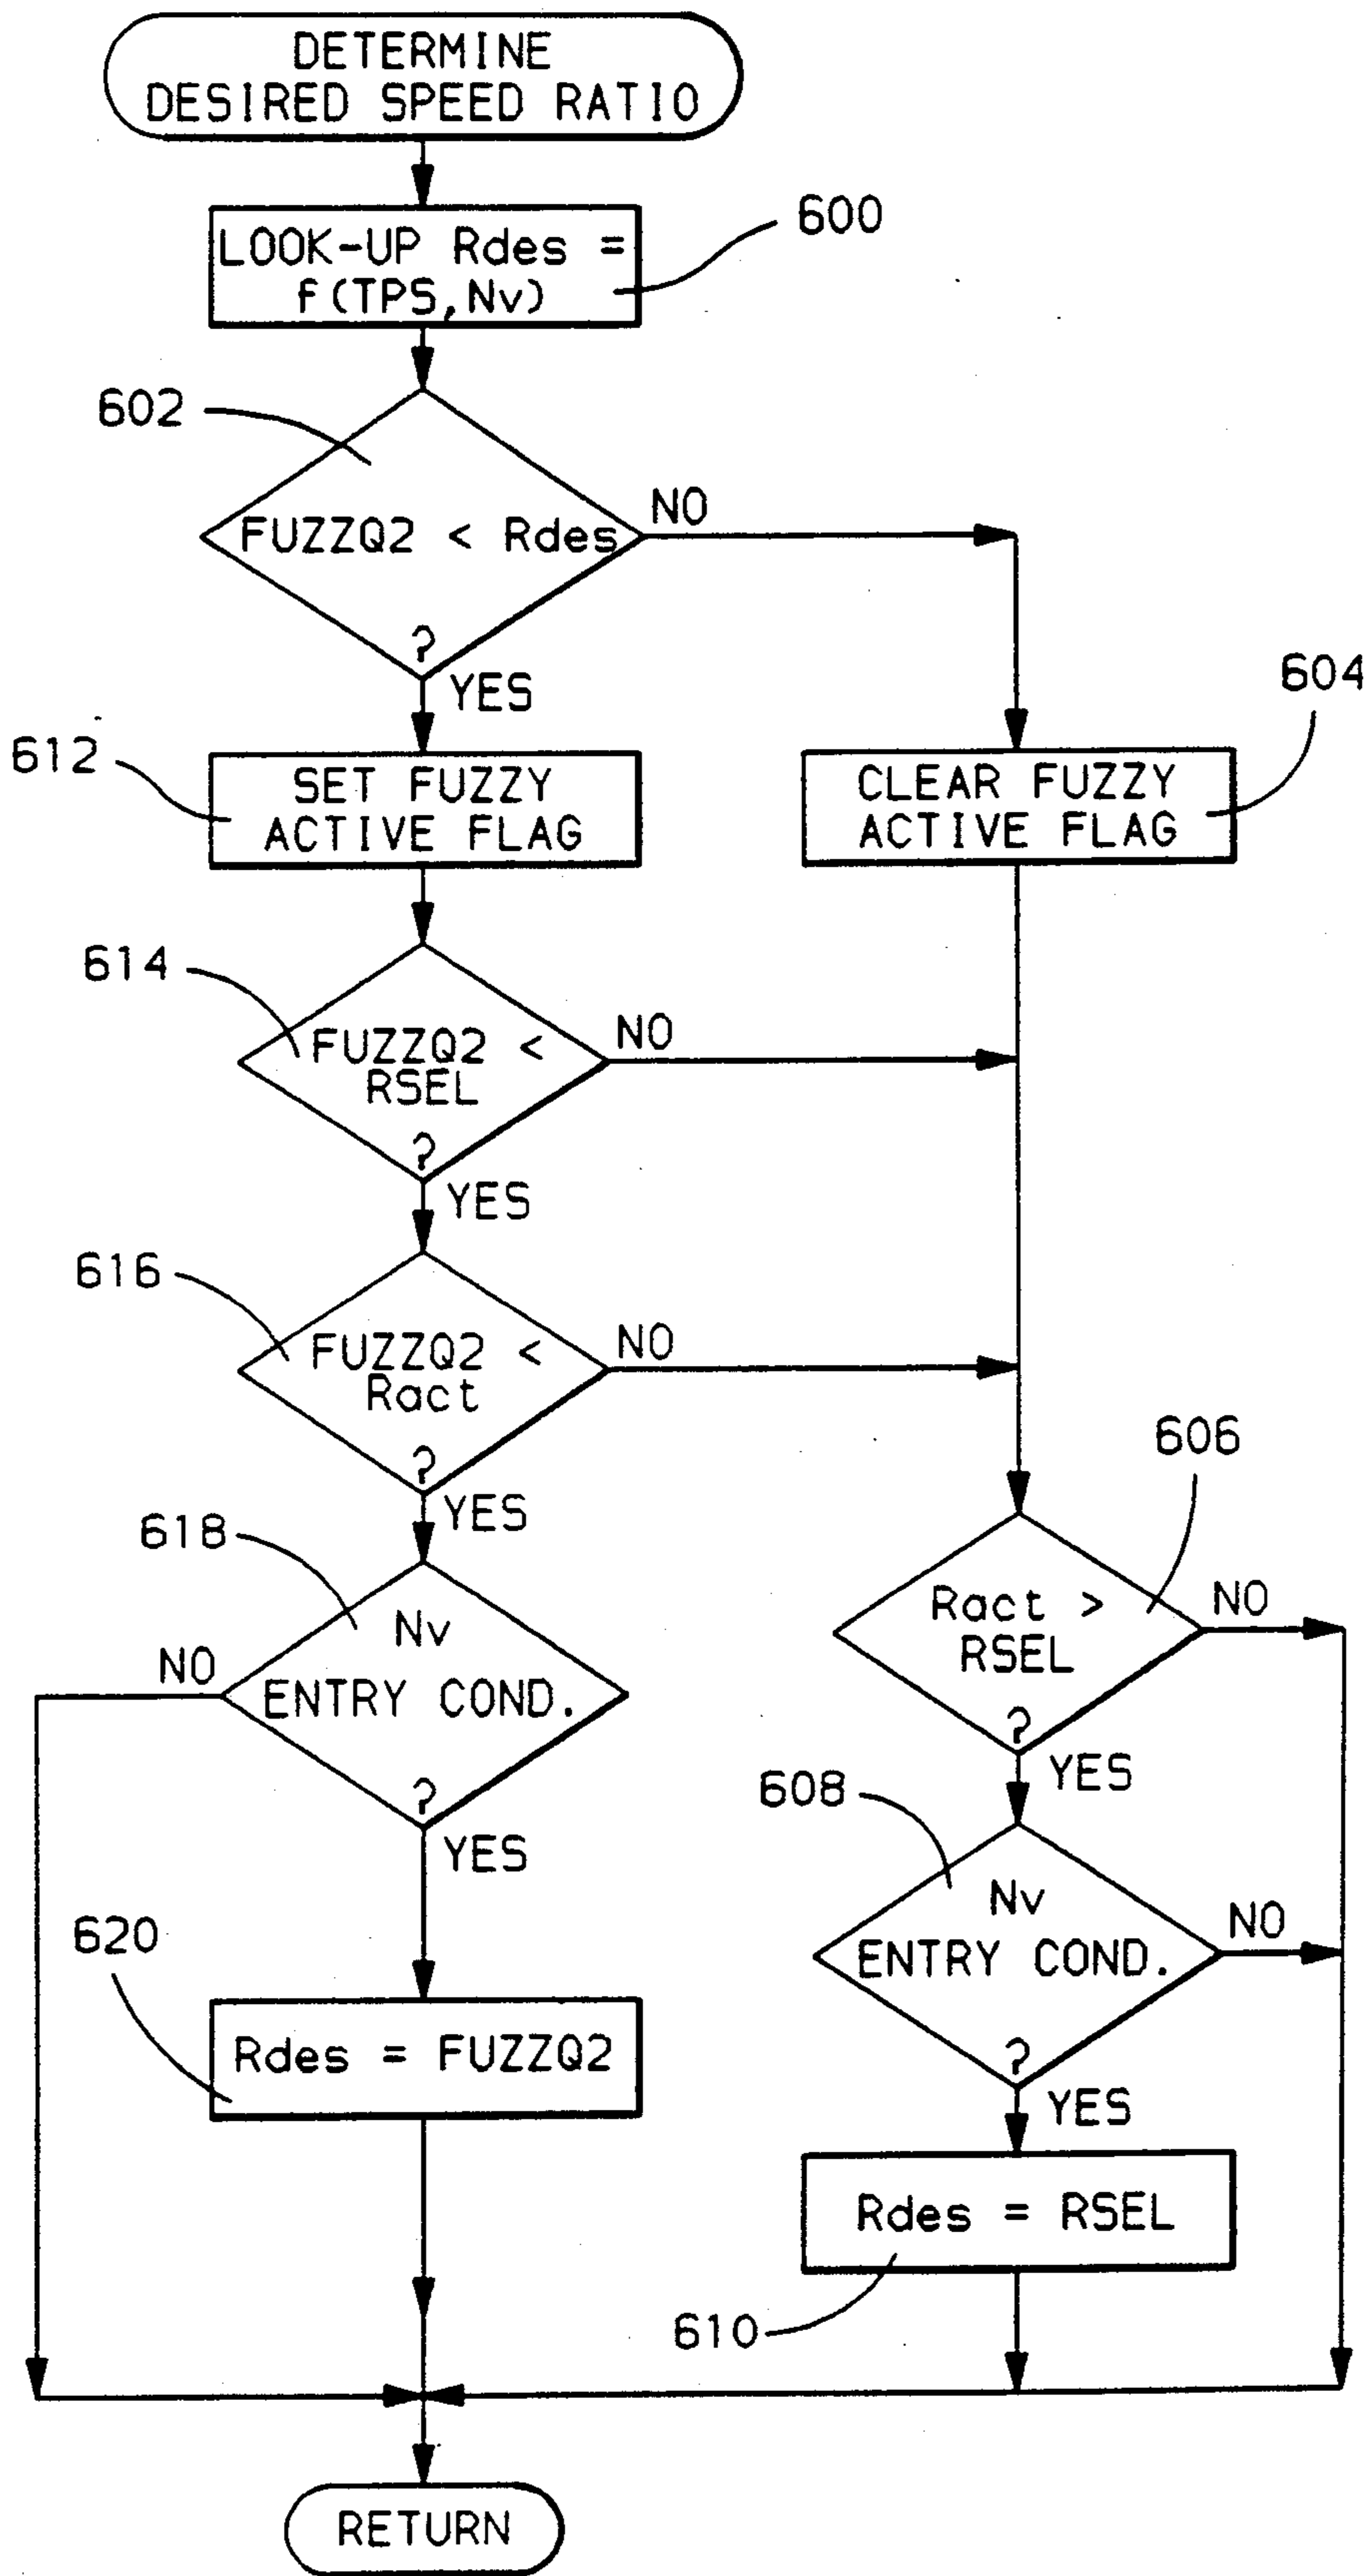 DETERMINE
DESIRED SPEED RATIO
600
LOOK-UP Rdes =
f(TPS,Nv)
602
FUZZQ2 < Rdes
?
NO
YES
604
612
SET FUZZY
ACTIVE FLAG
CLEAR FUZZY
ACTIVE FLAG
614
FUZZQ2 <
RSEL
?
NO
YES
616
FUZZQ2 <
Ract
?
NO
YES
606
618
Nv
ENTRY COND.
?
NO
YES
Ract >
RSEL
?
NO
YES
608
Nv
ENTRY COND.
?
NO
YES
620
Rdes = FUZZQ2
Rdes = RSEL
610
RETURN